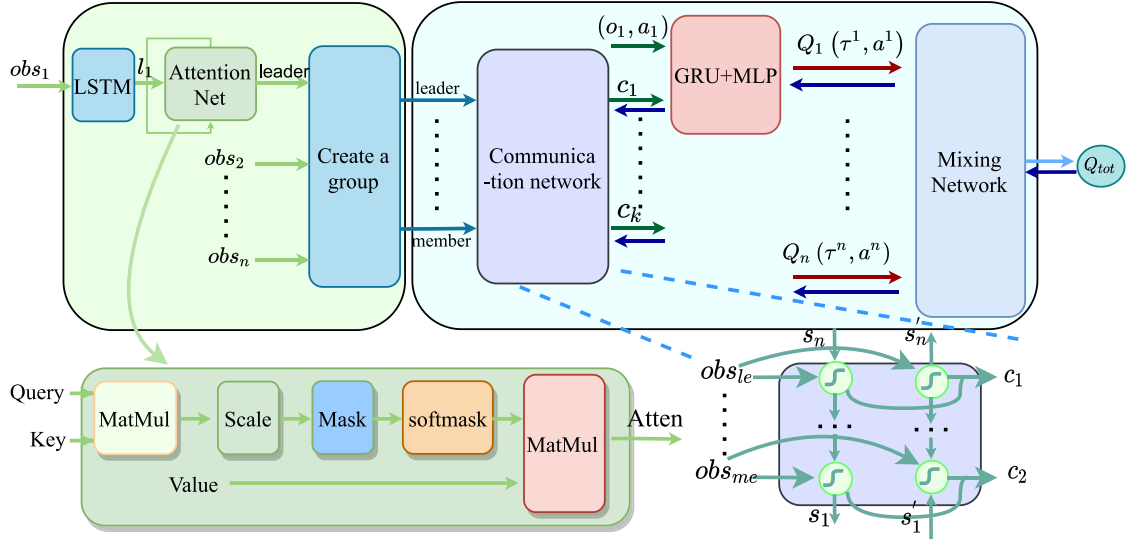 obs₁
LSTM
l₁
Attention
Net
leader
obs₂
obsₙ
Create a
group
leader
member
Communica
-tion network
(o₁, a₁)
c₁
cₖ
GRU+MLP
Q₁ (τ¹, a¹)
Qₙ (τⁿ, aⁿ)
Mixing
Network
Qₜₒₜ
Query
Key
MatMul
Scale
Mask
softmask
MatMul
Value
Atten
sₙ
s'ₙ
obsₗₑ
c₁
obsₘₑ
c₂
s₁
s'₁